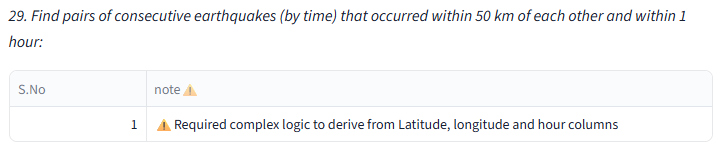 29. Find pairs of consecutive earthquakes (by time) that occurred within 50 km of each other and within 1
hour:
S.No note ⚠️
1 ⚠️ Required complex logic to derive from Latitude, longitude and hour columns